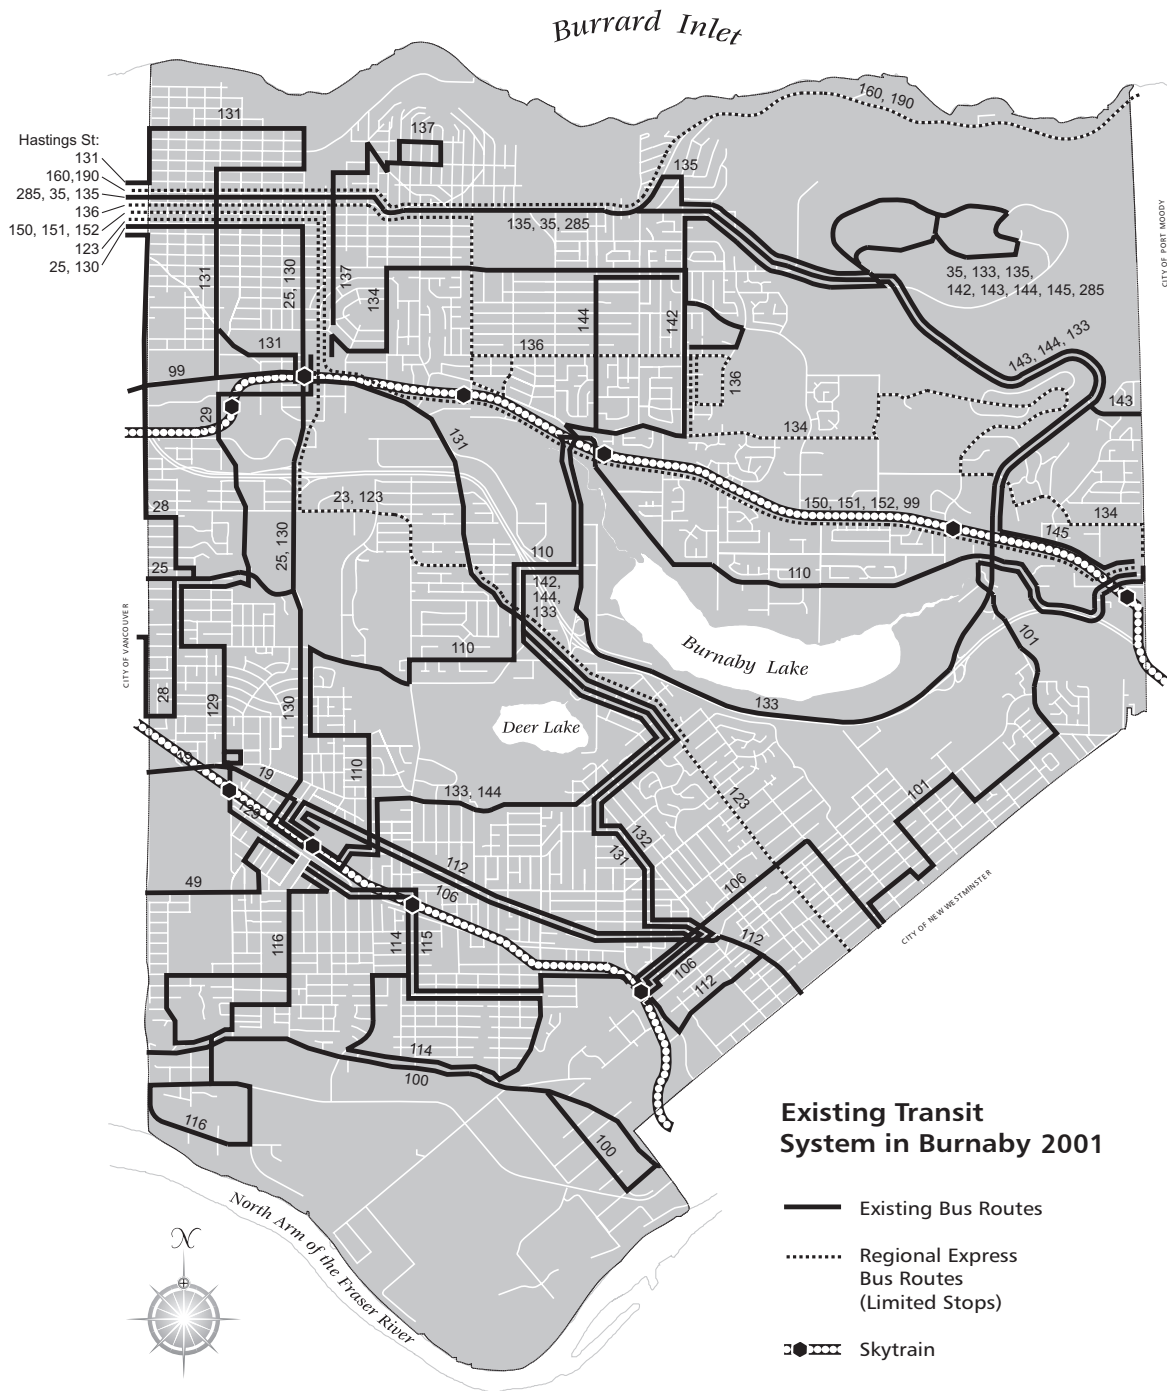 Burrard Inlet
160, 190
131
137
Hastings St:
131
160,190
285, 35, 135
136
150, 151, 152
123
25, 130
135
135, 35, 285
CITY OF PORT MOODY
131
25, 130
137
134
144
142
35, 133, 135,
142, 143, 144, 145, 285
131
136
136
143, 144, 133
99
143
129
131
134
28
23, 123
150, 151, 152, 99
134
145
25, 130
110
25
142,
144,
133
110
101
CITY OF VANCOUVER
110
Burnaby Lake
28
129
130
133
Deer Lake
19
19
110
133, 144
123
101
129
132
131
112
106
106
49
CITY OF NEW WESTMINSTER
116
114
115
112
106
112
114
100
116
100
Existing Transit
System in Burnaby 2001
Existing Bus Routes
Regional Express
Bus Routes
(Limited Stops)
Skytrain
North Arm of the Fraser River
N